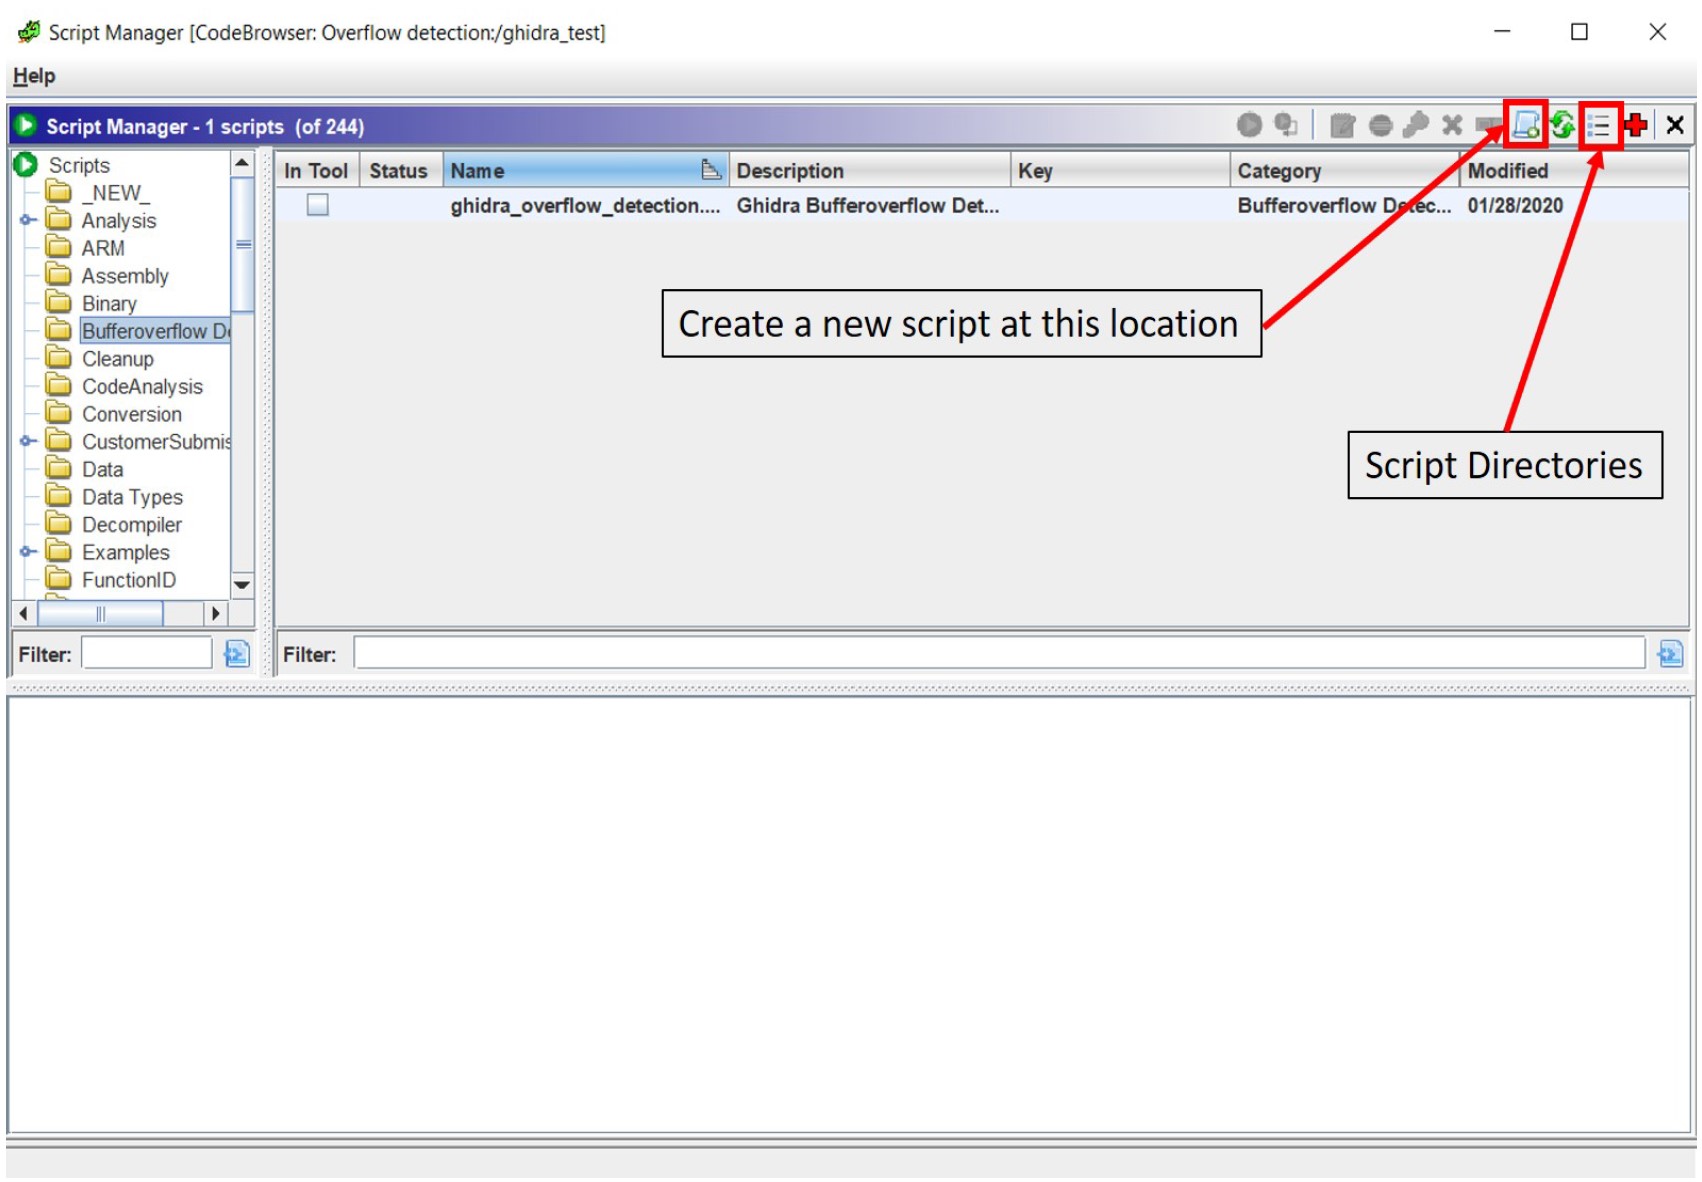 Script Manager [CodeBrowser: Overflow detection:/ghidra_test]
Help
Script Manager - 1 scripts (of 244)
Scripts
_NEW_
Analysis
ARM
Assembly
Binary
Bufferoverflow De
Cleanup
CodeAnalysis
Conversion
CustomerSubmis
Data
Data Types
Decompiler
Examples
FunctionID
Filter:
In Tool Status Name Description Key Category Modified
ghidra_overflow_detection.... Ghidra Bufferoverflow Det... Bufferoverflow Detec... 01/28/2020
Create a new script at this location
Script Directories
Filter: